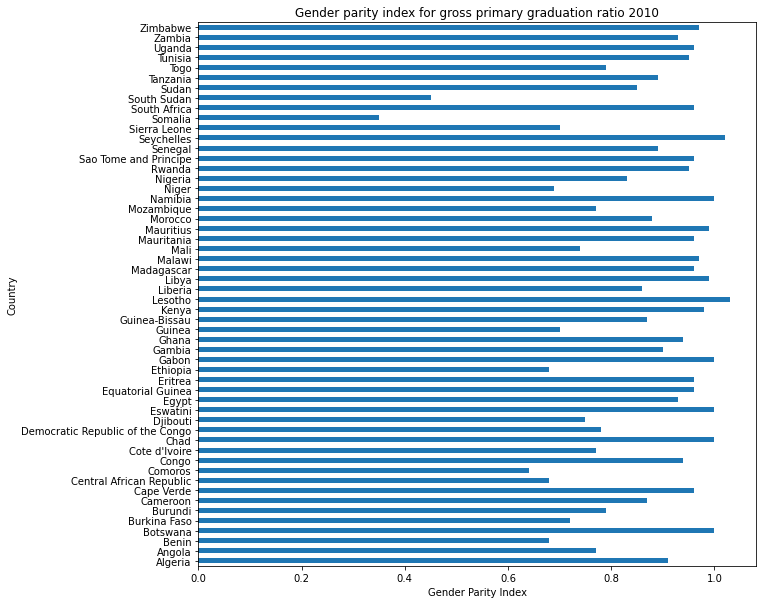 Gender parity index for gross primary graduation ratio 2010
Zimbabwe
Zambia
Uganda
Tunisia
Togo
Tanzania
Sudan
South Sudan
South Africa
Somalia
Sierra Leone
Seychelles
Senegal
Sao Tome and Principe
Rwanda
Nigeria
Niger
Namibia
Mozambique
Morocco
Mauritius
Mauritania
Mali
Malawi
Madagascar
Libya
Liberia
Lesotho
Kenya
Guinea-Bissau
Guinea
Ghana
Gambia
Gabon
Ethiopia
Eritrea
Equatorial Guinea
Egypt
Eswatini
Djibouti
Democratic Republic of the Congo
Chad
Cote d'Ivoire
Congo
Comoros
Central African Republic
Cape Verde
Cameroon
Burundi
Burkina Faso
Botswana
Benin
Angola
Algeria
Country
0.0 0.2 0.4 0.6 0.8 1.0
Gender Parity Index